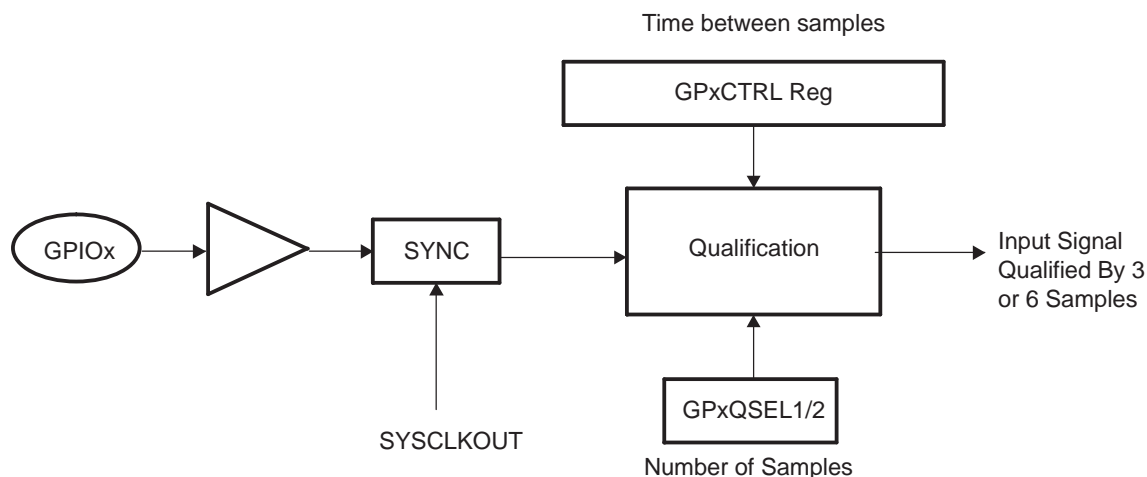 Time between samples
GPxCTRL Reg
GPIOx
SYNC
Qualification
Input Signal
Qualified By 3
or 6 Samples
GPxQSEL1/2
SYSCLKOUT
Number of Samples